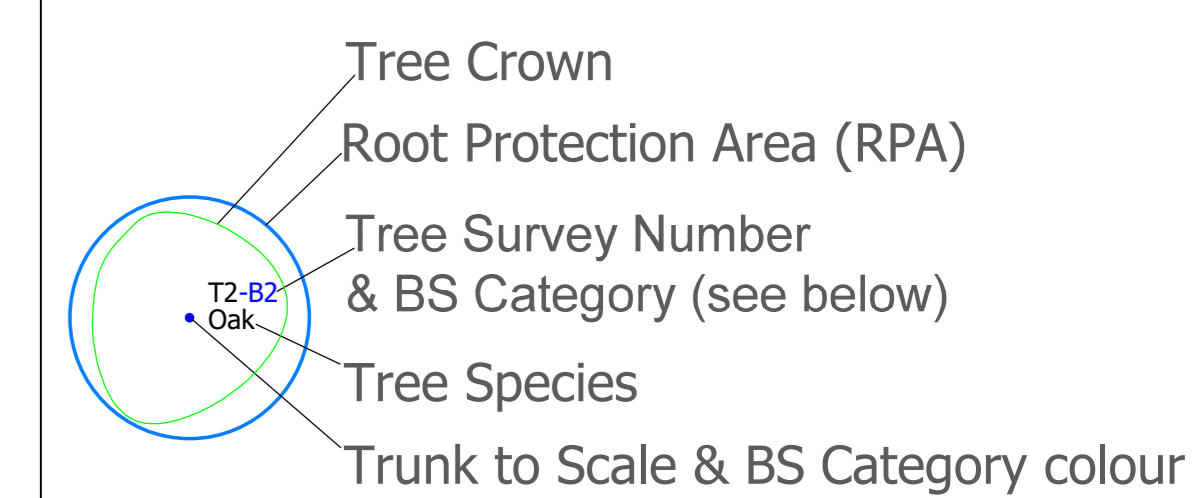 Tree Crown
Root Protection Area (RPA)
Tree Survey Number
& BS Category (see below)
T2-B2
Oak
Tree Species
Trunk to Scale & BS Category colour